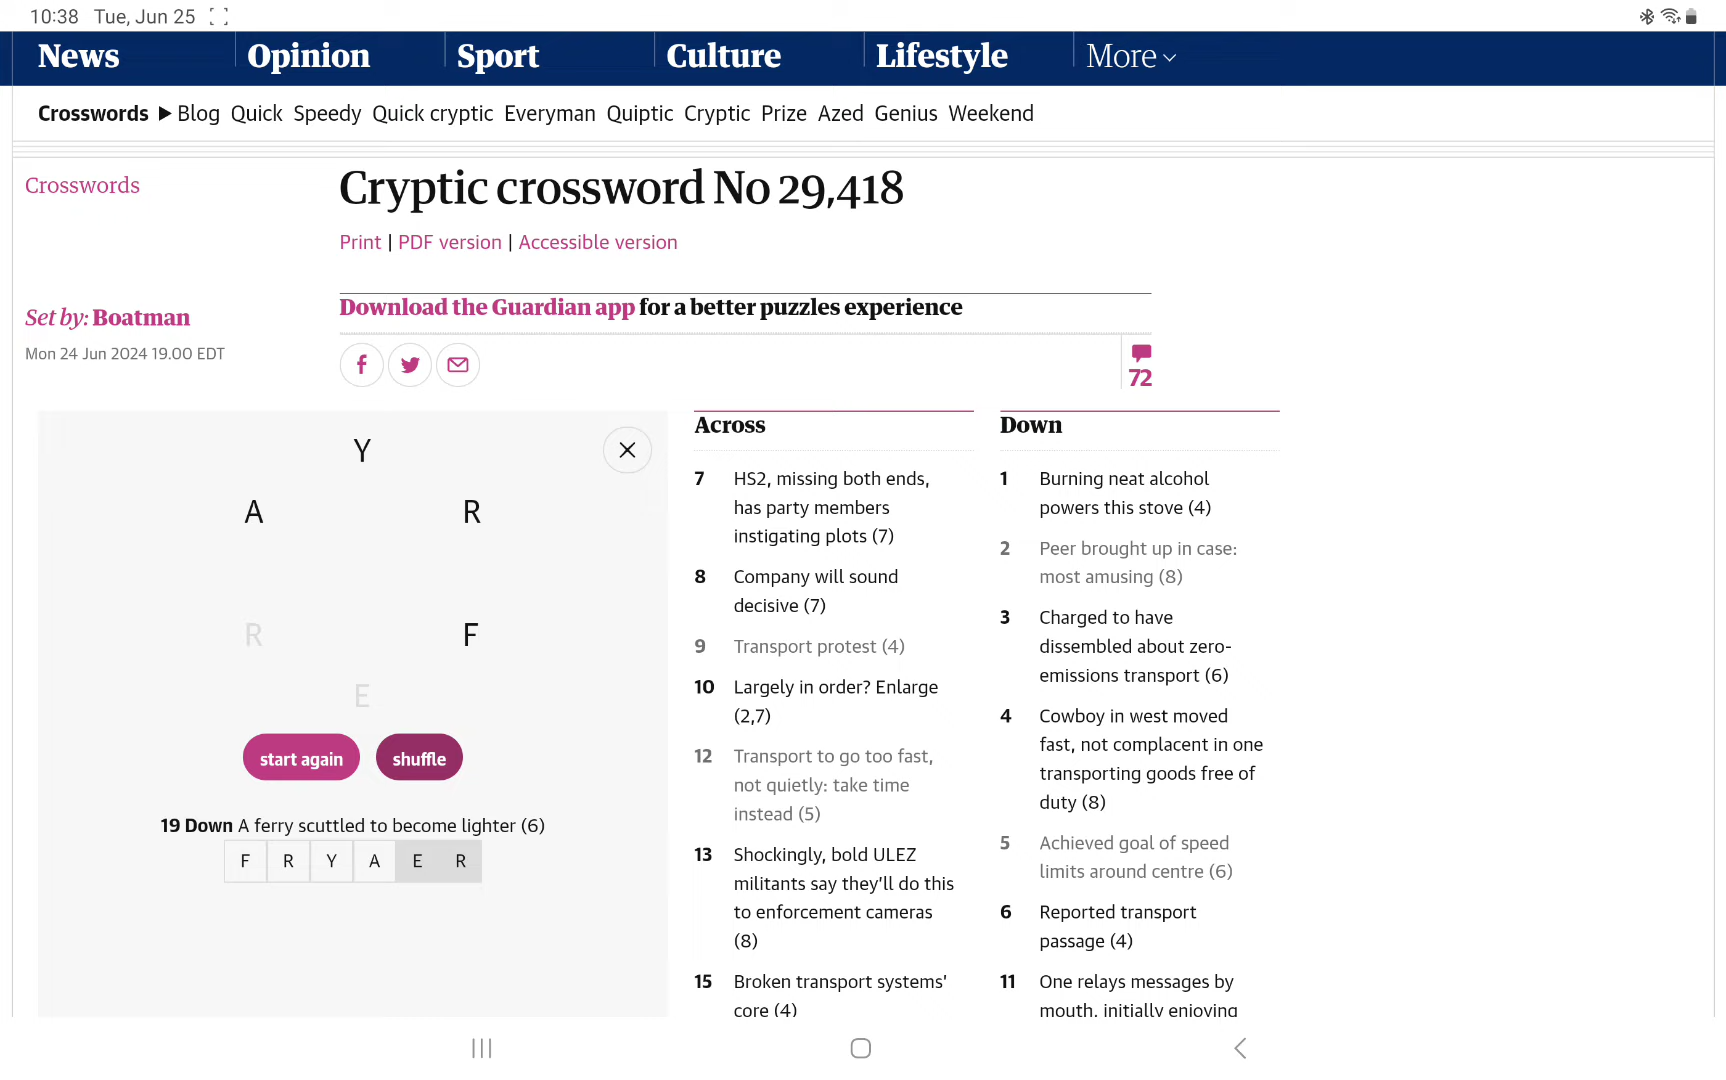 10:38 Tue, Jun 25
News Opinion Sport Culture Lifestyle More
Crosswords Blog Quick Speedy Quick cryptic Everyman Quiptic Cryptic Prize Azed Genius Weekend
Crosswords
Cryptic crossword No 29,418
Print | PDF version | Accessible version
Download the Guardian app for a better puzzles experience
Set by: Boatman
Mon 24 Jun 2024 19.00 EDT
72
Y
A R
R F
E
start again shuffle
19 Down A ferry scuttled to become lighter (6)
F R Y A E R
Across
7 HS2, missing both ends,
has party members
instigating plots (7)
8 Company will sound
decisive (7)
9 Transport protest (4)
10 Largely in order? Enlarge
(2,7)
12 Transport to go too fast,
not quietly: take time
instead (5)
13 Shockingly, bold ULEZ
militants say they'll do this
to enforcement cameras
(8)
15 Broken transport systems'
core (4)
Down
1 Burning neat alcohol
powers this stove (4)
2 Peer brought up in case:
most amusing (8)
3 Charged to have
dissembled about zero-
emissions transport (6)
4 Cowboy in west moved
fast, not complacent in one
transporting goods free of
duty (8)
5 Achieved goal of speed
limits around centre (6)
6 Reported transport
passage (4)
11 One relays messages by
mouth, initially enjoying